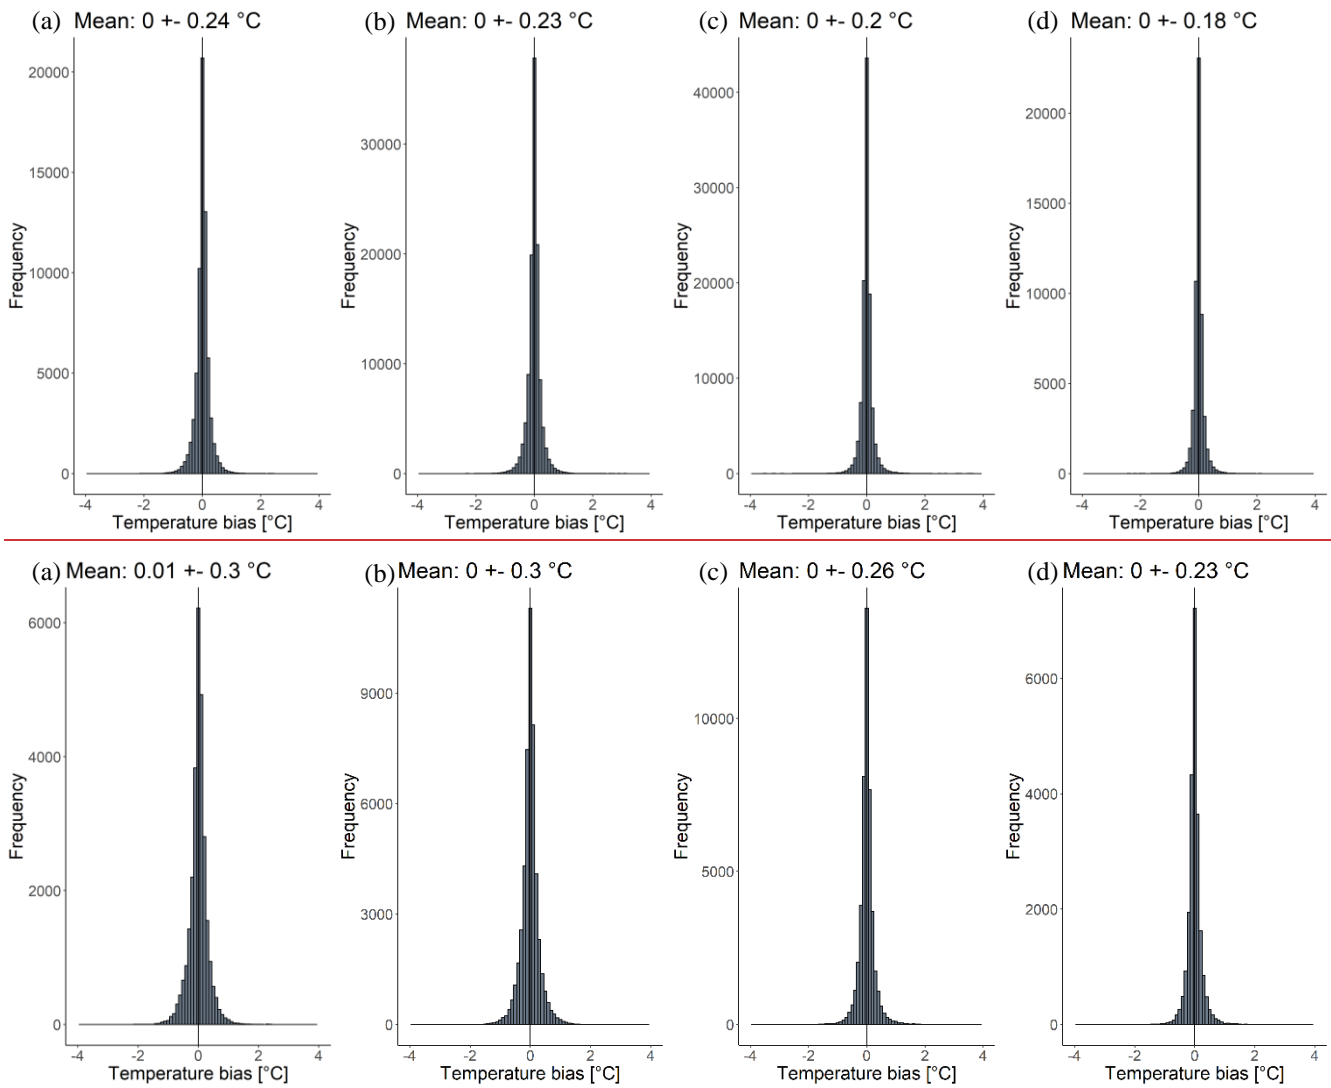 (a) Mean: 0 +- 0.24 °C
20000
15000
10000
5000
0
Frequency
-4 -2 0 2 4
Temperature bias [°C]
(b) Mean: 0 +- 0.23 °C
30000
20000
10000
0
Frequency
-4 -2 0 2 4
Temperature bias [°C]
(c) Mean: 0 +- 0.2 °C
40000
30000
20000
10000
0
Frequency
-4 -2 0 2 4
Temperature bias [°C]
(d) Mean: 0 +- 0.18 °C
20000
15000
10000
5000
0
Frequency
-4 -2 0 2 4
Temperature bias [°C]
(a) Mean: 0.01 +- 0.3 °C
6000
4000
2000
0
Frequency
-4 -2 0 2 4
Temperature bias [°C]
(b) Mean: 0 +- 0.3 °C
9000
6000
3000
0
Frequency
-4 -2 0 2 4
Temperature bias [°C]
(c) Mean: 0 +- 0.26 °C
10000
5000
0
Frequency
-4 -2 0 2 4
Temperature bias [°C]
(d) Mean: 0 +- 0.23 °C
6000
4000
2000
0
Frequency
-4 -2 0 2 4
Temperature bias [°C]